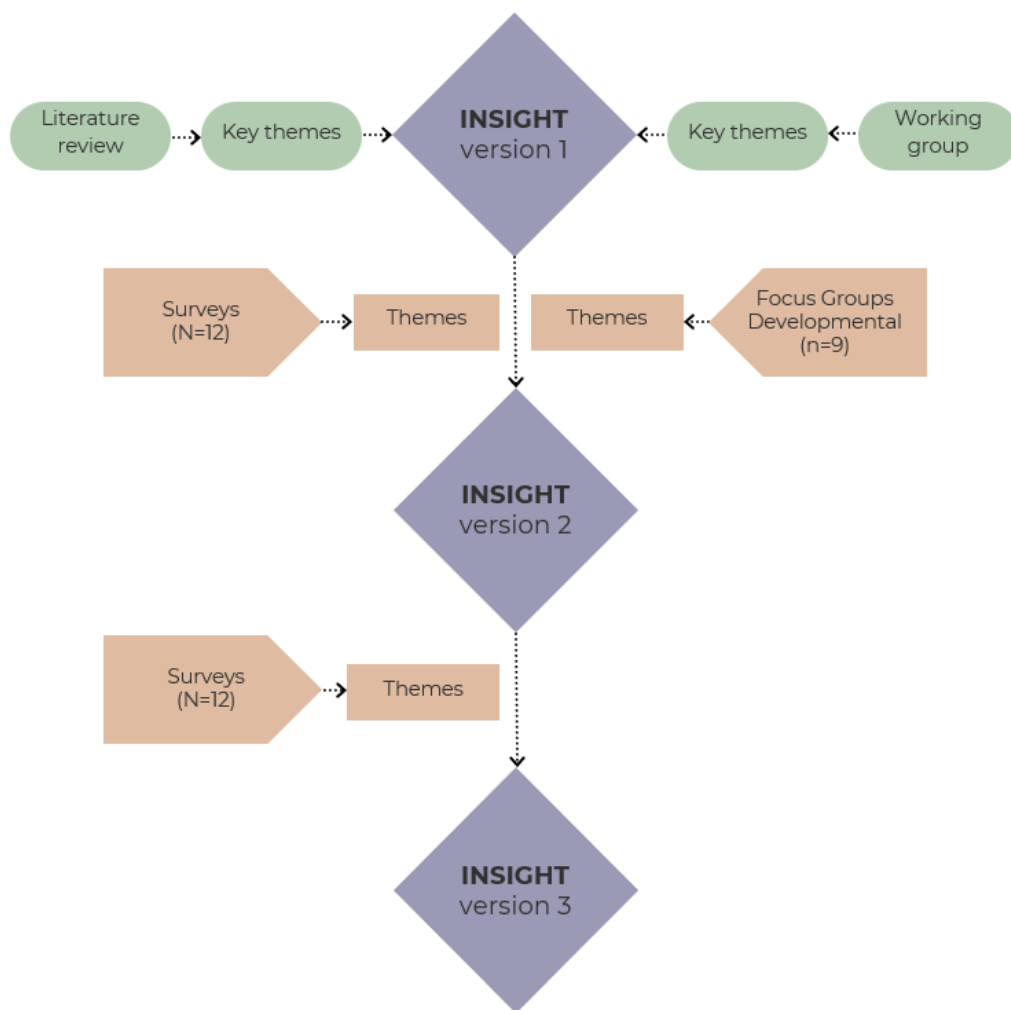 Literature
review
Key themes
INSIGHT
version 1
Key themes
Working
group
Surveys
(N=12)
Themes
Themes
Focus Groups
Developmental
(n=9)
INSIGHT
version 2
Surveys
(N=12)
Themes
INSIGHT
version 3